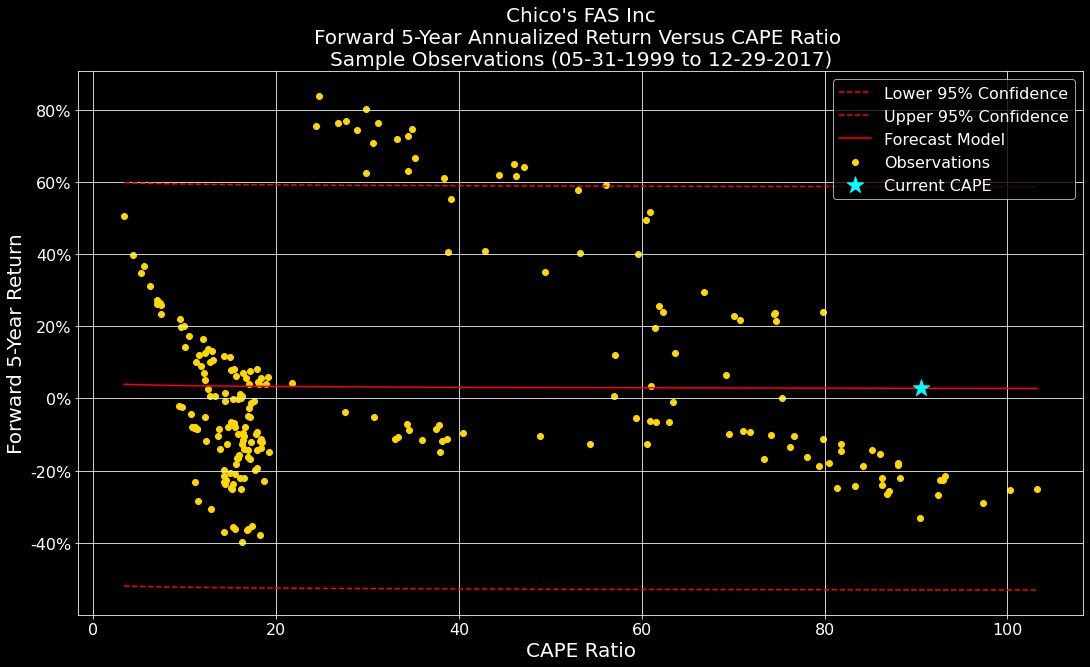 Chico's FAS Inc
Forward 5-Year Annualized Return Versus CAPE Ratio
Sample Observations (05-31-1999 to 12-29-2017)
Lower 95% Confidence
Upper 95% Confidence
Forecast Model
Observations
Current CAPE
Forward 5-Year Return
80%
60%
40%
20%
0%
-20%
-40%
0 20 40 60 80 100
CAPE Ratio